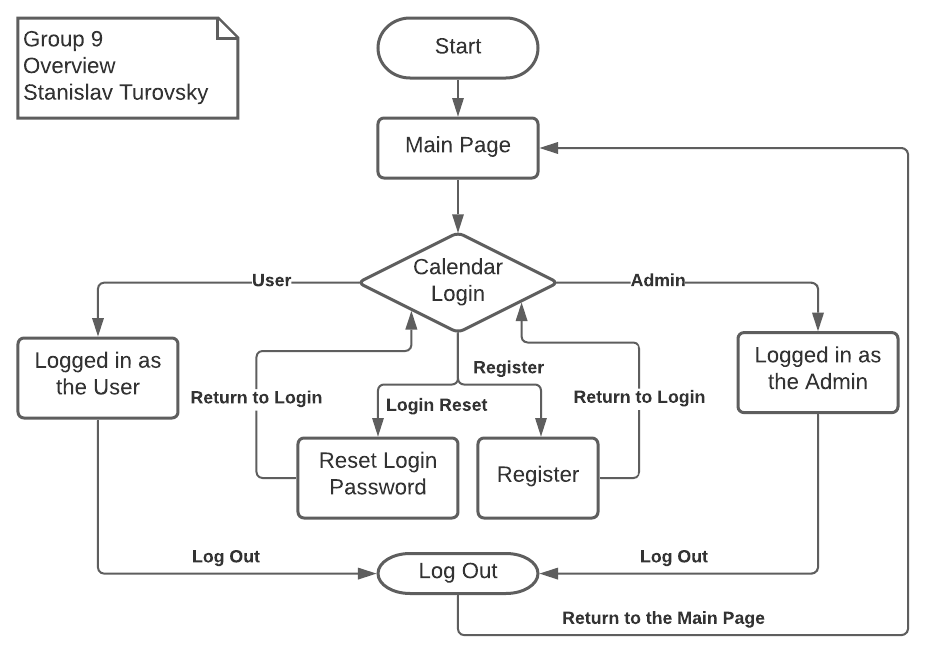 Group 9
Overview
Stanislav Turovsky
Start
Main Page
Calendar
Login
User
Admin
Logged in as
the User
Logged in as
the Admin
Register
Return to Login
Login Reset
Return to Login
Reset Login
Password
Register
Log Out
Log Out
Log Out
Return to the Main Page